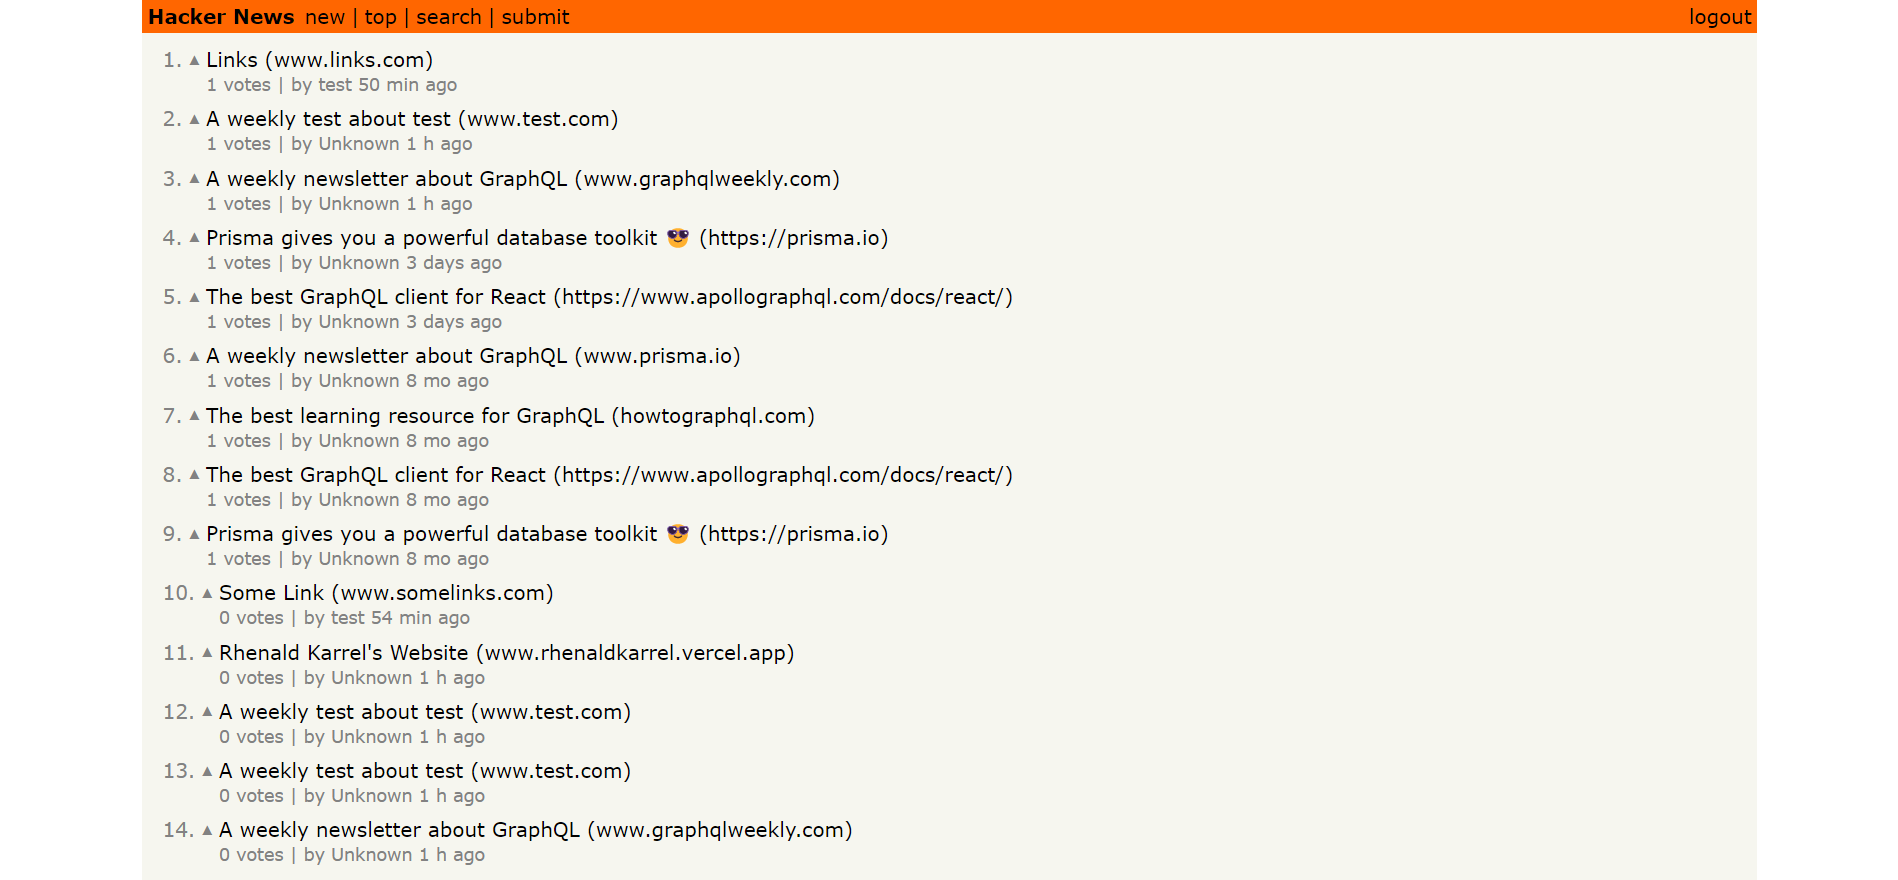 Hacker News new | top | search | submit logout
1. ▲ Links (www.links.com)
1 votes | by test 50 min ago
2. ▲ A weekly test about test (www.test.com)
1 votes | by Unknown 1 h ago
3. ▲ A weekly newsletter about GraphQL (www.graphqlweekly.com)
1 votes | by Unknown 1 h ago
4. ▲ Prisma gives you a powerful database toolkit 😎 (https://prisma.io)
1 votes | by Unknown 3 days ago
5. ▲ The best GraphQL client for React (https://www.apollographql.com/docs/react/)
1 votes | by Unknown 3 days ago
6. ▲ A weekly newsletter about GraphQL (www.prisma.io)
1 votes | by Unknown 8 mo ago
7. ▲ The best learning resource for GraphQL (howtographql.com)
1 votes | by Unknown 8 mo ago
8. ▲ The best GraphQL client for React (https://www.apollographql.com/docs/react/)
1 votes | by Unknown 8 mo ago
9. ▲ Prisma gives you a powerful database toolkit 😎 (https://prisma.io)
1 votes | by Unknown 8 mo ago
10. ▲ Some Link (www.somelinks.com)
0 votes | by test 54 min ago
11. ▲ Rhenald Karrel's Website (www.rhenaldkarrel.vercel.app)
0 votes | by Unknown 1 h ago
12. ▲ A weekly test about test (www.test.com)
0 votes | by Unknown 1 h ago
13. ▲ A weekly test about test (www.test.com)
0 votes | by Unknown 1 h ago
14. ▲ A weekly newsletter about GraphQL (www.graphqlweekly.com)
0 votes | by Unknown 1 h ago